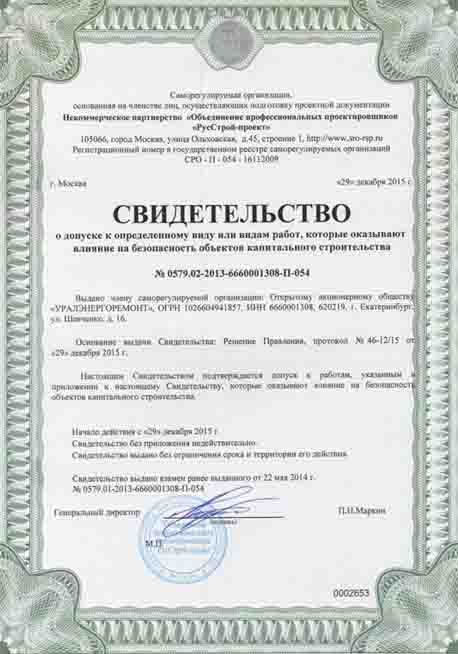 Саморегулируемая организация,
основанная на членстве лиц, осуществляющих подготовку проектной документации
Некоммерческое партнерство «Объединение профессиональных проектировщиков
«РусСтрой-проект»
105066, город Москва, улица Ольховская, д.45, строение 1, http://www.sro-rsp.ru
Регистрационный номер в государственном реестре саморегулируемых организаций
СРО - П - 054 - 16112009
г. Москва «29» декабря 2015 г.
СВИДЕТЕЛЬСТВО
о допуске к определенному виду или видам работ, которые оказывают
влияние на безопасность объектов капитального строительства
№ 0579.02-2013-6660001308-П-054
Выдано члену саморегулируемой организации: Открытому акционерному обществу
«УРАЛЭНЕРГОРЕМОНТ», ОГРН 1026604941857, ИНН 6660001308, 620219, г. Екатеринбург,
ул. Шевченко, д. 16.
Основание выдачи Свидетельства: Решение Правления, протокол № 46-12/15 от
«29» декабря 2015 г.
Настоящим Свидетельством подтверждается допуск к работам, указанным в
приложении к настоящему Свидетельству, которые оказывают влияние на безопасность
объектов капитального строительства.
Начало действия с «29» декабря 2015 г.
Свидетельство без приложения недействительно.
Свидетельство выдано без ограничения срока и территории его действия.
Свидетельство выдано взамен ранее выданного от 22 мая 2014 г.
№ 0579.01-2013-6660001308-П-054
Генеральный директор П.Н.Маркин
(подпись)
М.П.
0002653